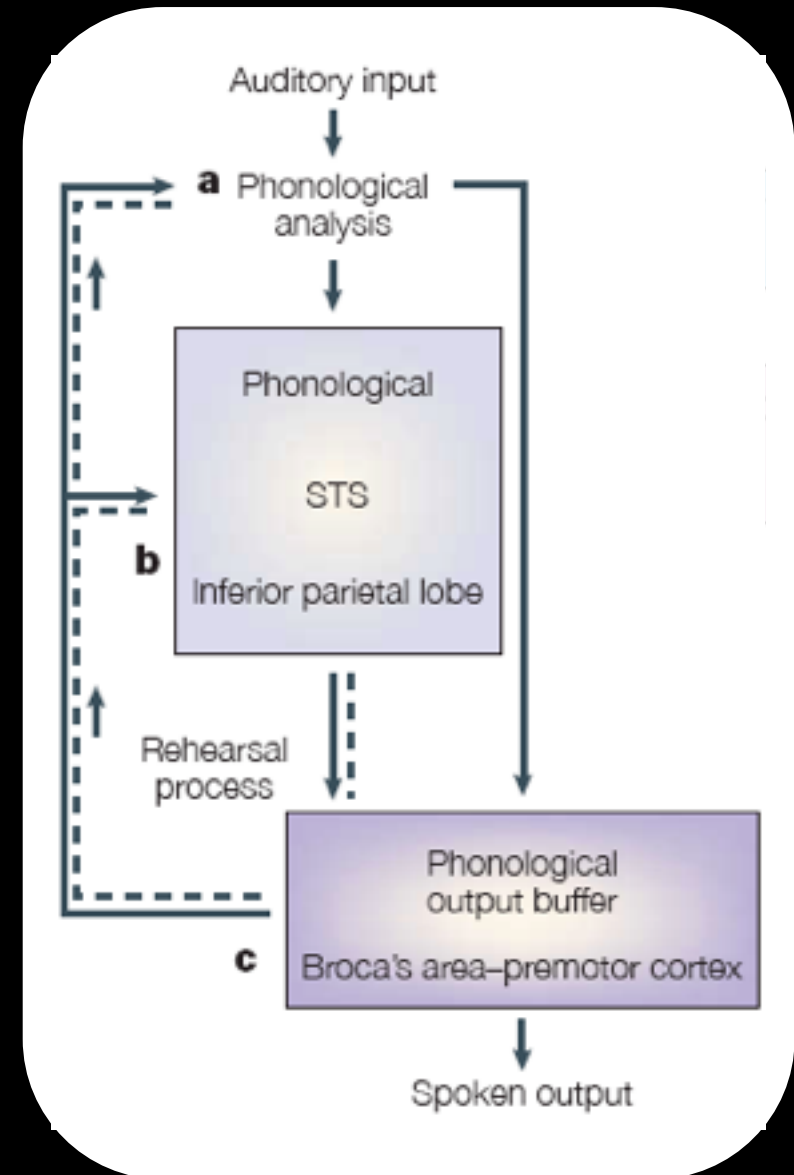 Auditory input
a Phonological
analysis
Phonological
STS
b
Inferior parietal lobe
Rehearsal
process
Phonological
output buffer
c
Broca's area–premotor cortex
Spoken output